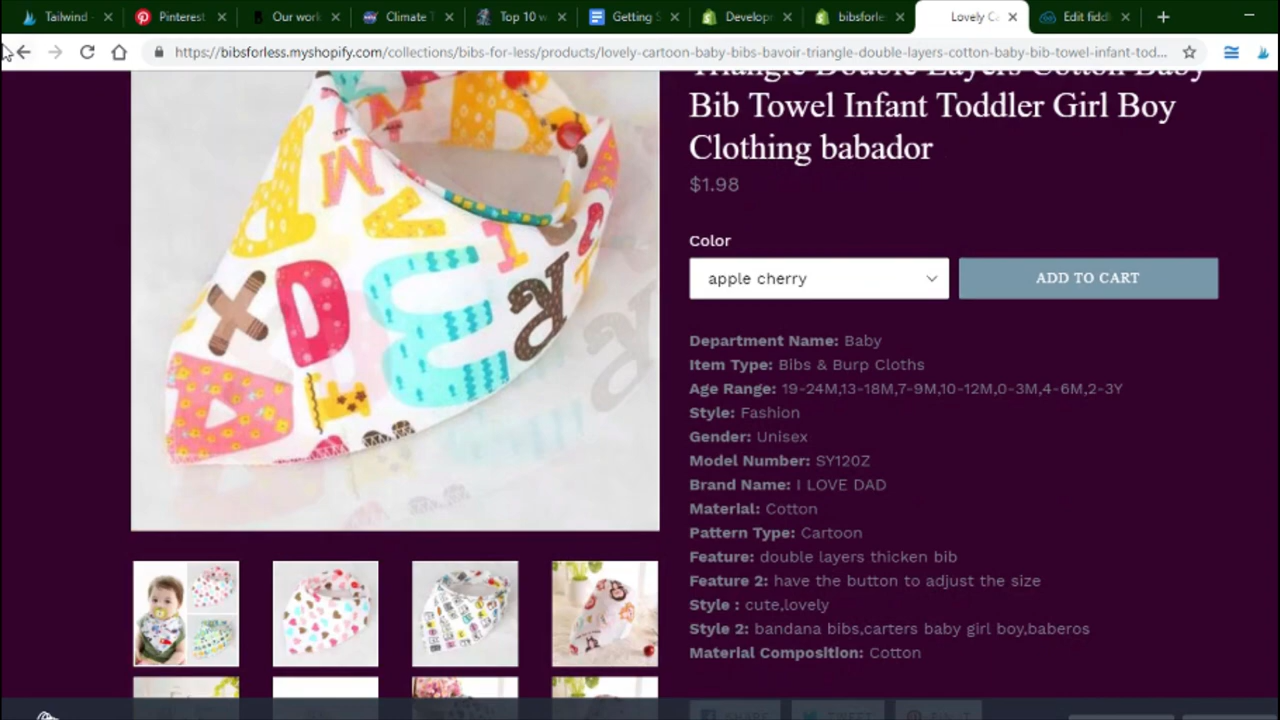 Tailwind
Pinterest
Our work
Climate T
Top 10 w
Getting S
Develop
bibsforle
Lovely Ca
Edit fiddl
https://bibsforless.myshopify.com/collections/bibs-for-less/products/lovely-cartoon-baby-bibs-bavoir-triangle-double-layers-cotton-baby-bib-towel-infant-tod...
Triangle Double Layers Cotton Baby
Bib Towel Infant Toddler Girl Boy
Clothing babador
$1.98
Color
apple cherry
ADD TO CART
Department Name: Baby
Item Type: Bibs & Burp Cloths
Age Range: 19-24M,13-18M,7-9M,10-12M,0-3M,4-6M,2-3Y
Style: Fashion
Gender: Unisex
Model Number: SY120Z
Brand Name: I LOVE DAD
Material: Cotton
Pattern Type: Cartoon
Feature: double layers thicken bib
Feature 2: have the button to adjust the size
Style : cute,lovely
Style 2: bandana bibs,carters baby girl boy,baberos
Material Composition: Cotton
SHARE
TWEET